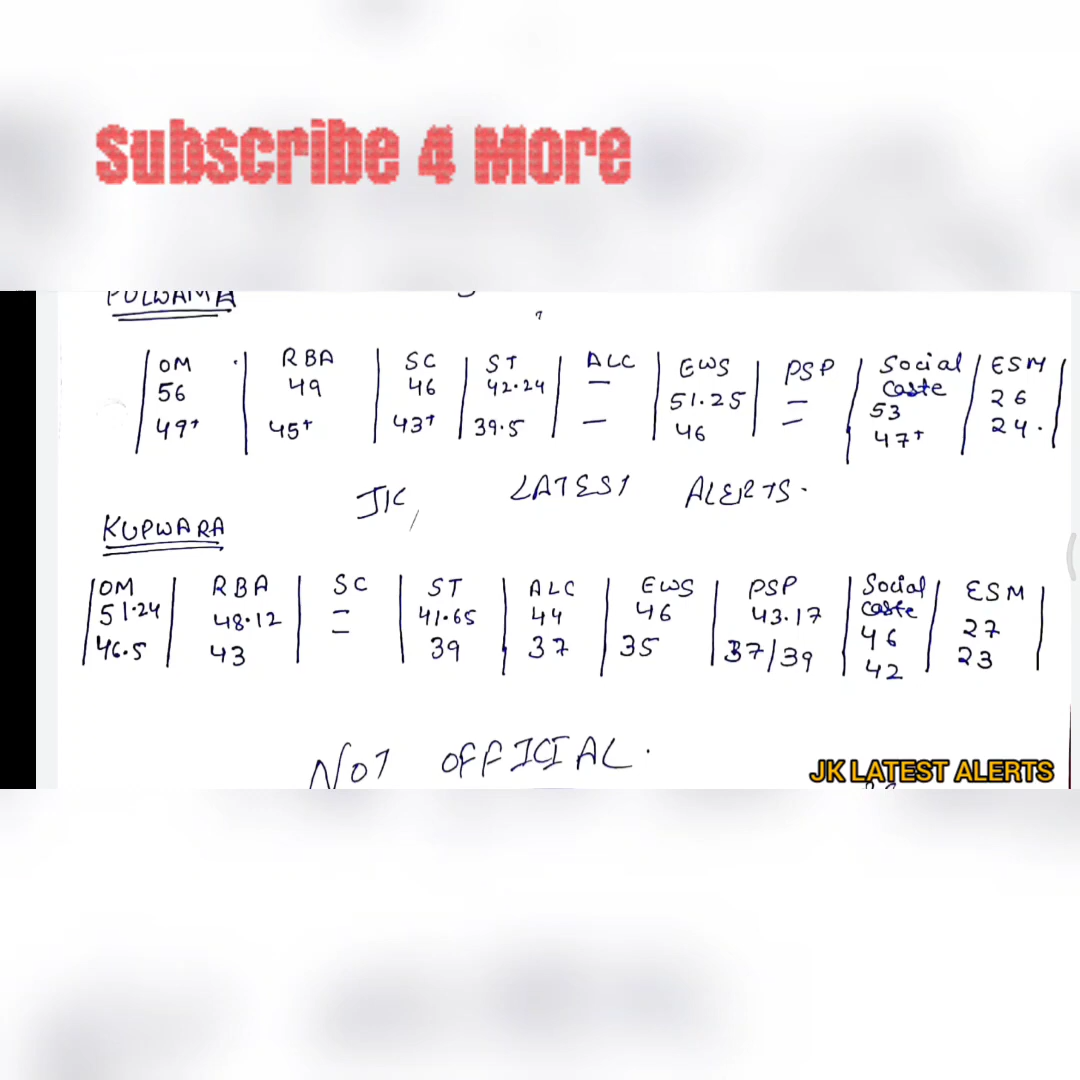 Subscribe 4 More
PULWAMA
OM RBA SC ST ALC EWS PSP Social caste ESM
56 49 46 42.24 – 51.25 – 53 26
49+ 45+ 43+ 39.5 – 46 – 47+ 24.
JK, LATEST ALERTS.
KUPWARA
OM RBA SC ST ALC EWS PSP Social caste ESM
51.24 48.12 – 41.65 44 46 43.17 46 27
46.5 43 – 39 37 35 37/39 42 23
NOT OFFICIAL.
JK LATEST ALERTS